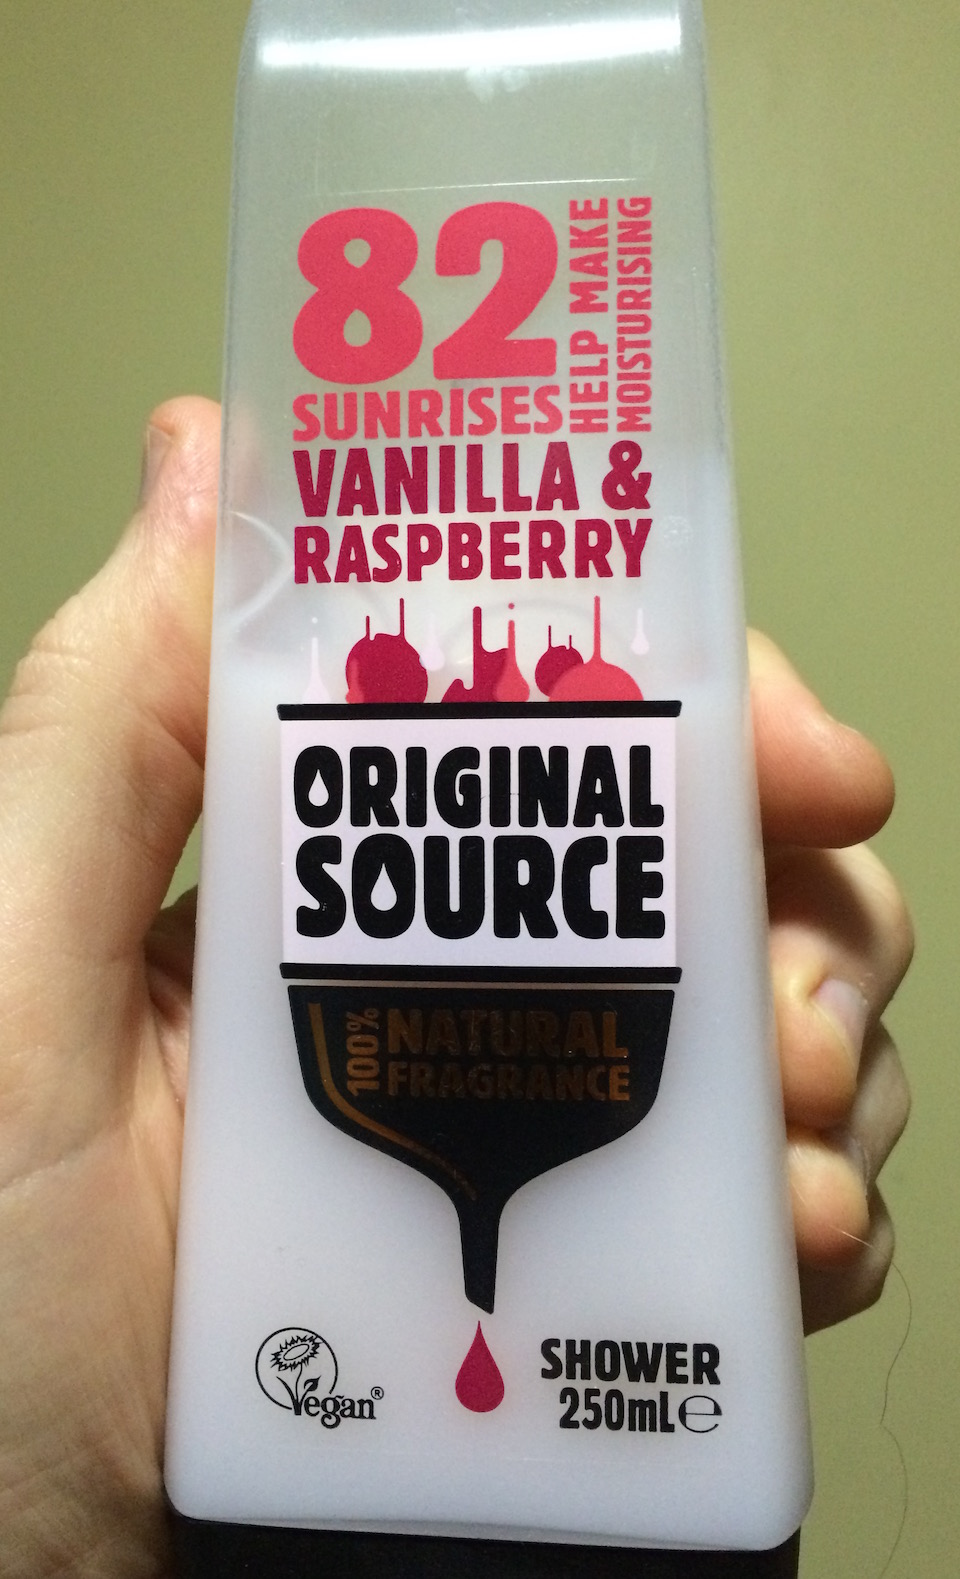 82
SUNRISES
HELP MAKE
MOISTURISING
VANILLA &
RASPBERRY
ORIGINAL
SOURCE
100%
NATURAL
FRAGRANCE
Vegan®
SHOWER
250mL℮